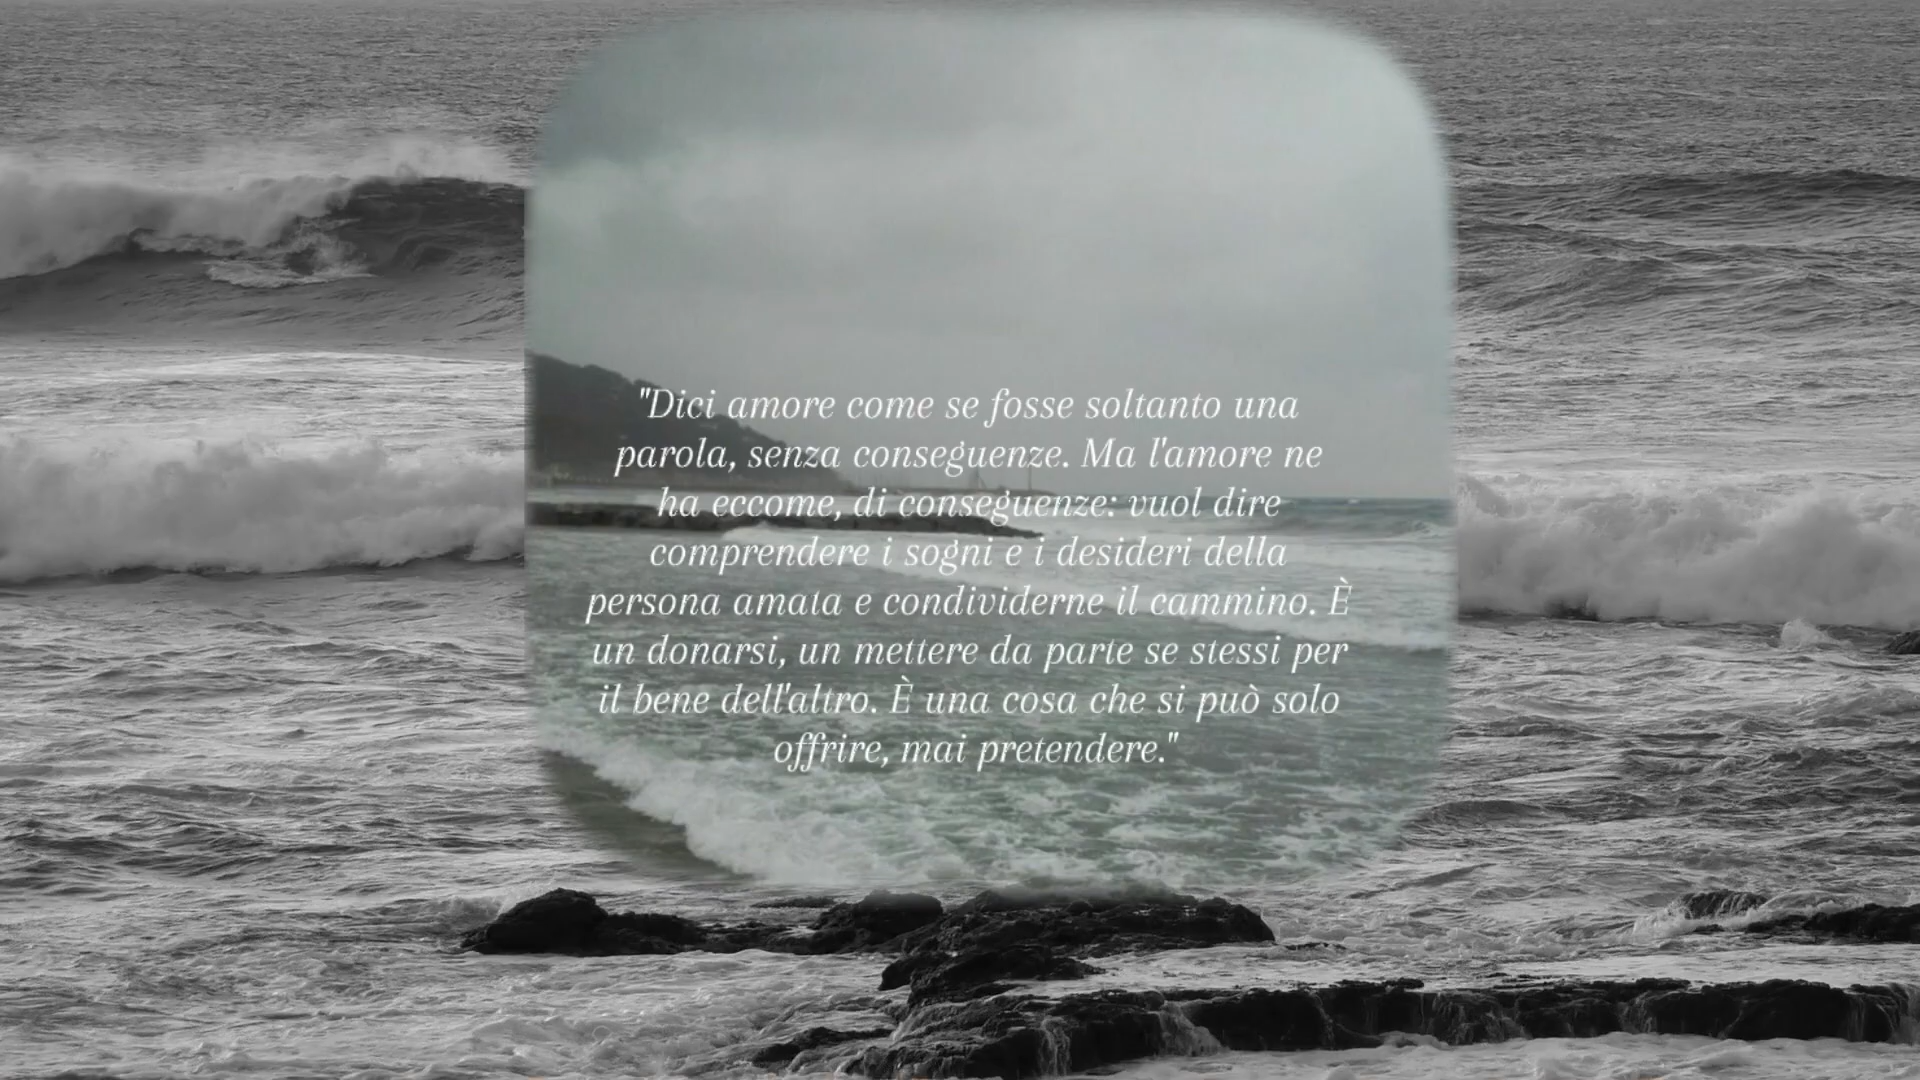 "Dici amore come se fosse soltanto una
parola, senza conseguenze. Ma l'amore ne
ha eccome, di conseguenze: vuol dire
comprendere i sogni e i desideri della
persona amata e condividerne il cammino. È
un donarsi, un mettere da parte se stessi per
il bene dell'altro. È una cosa che si può solo
offrire, mai pretendere."